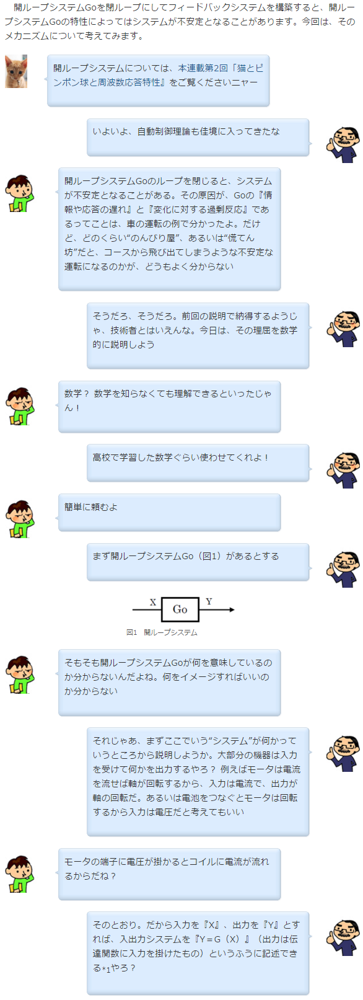 開ループシステムGoを閉ループにしてフィードバックシステムを構築すると、開ルー
プシステムGoの特性によってはシステムが不安定となることがあります。今回は、その
メカニズムについて考えてみます。
開ループシステムについては、本連載第2回「猫とピ
ンポン球と周波数応答特性』をご覧くださいニャー
いよいよ、自動制御理論も佳境に入ってきたな
開ループシステムGoのループを閉じると、システム
が不安定となることがある。その原因が、Goの『情
報や応答の遅れ』と『変化に対する過剰反応』であ
るってことは、車の運転の例で分かったよ。だけ
ど、どのくらい“のんびり屋”、あるいは“慌てん
坊”だと、コースから飛び出てしまうような不安定な
運転になるのかが、どうもよく分からない
そうだろ、そうだろ。前回の説明で納得するようじ
ゃ、技術者とはいえんな。今日は、その理屈を数学
的に説明しよう
数学？ 数学を知らなくても理解できるといったじゃ
ん！
高校で学習した数学ぐらい使わせてくれよ！
簡単に頼むよ
まず開ループシステムGo（図1）があるとする
X Go Y
図1　開ループシステム
そもそも開ループシステムGoが何を意味しているの
か分からないんだよね。何をイメージすればいいの
か分からない
それじゃあ、まずここでいう“システム”が何かって
いうところから説明しようか。大部分の機器は入力
を受けて何かを出力するやろ？ 例えばモータは電流
を流せば軸が回転するから、入力は電流で、出力が
軸の回転だ。あるいは電池をつなぐとモータは回転
するから入力は電圧だと考えてもいい
モータの端子に電圧が掛かるとコイルに電流が流れ
るからだね？
そのとおり。だから入力を『X』、出力を『Y』とす
れば、入出力システムを『Y＝G（X）』（出力は伝
達関数に入力を掛けたもの）というふうに記述でき
る*1やろ？